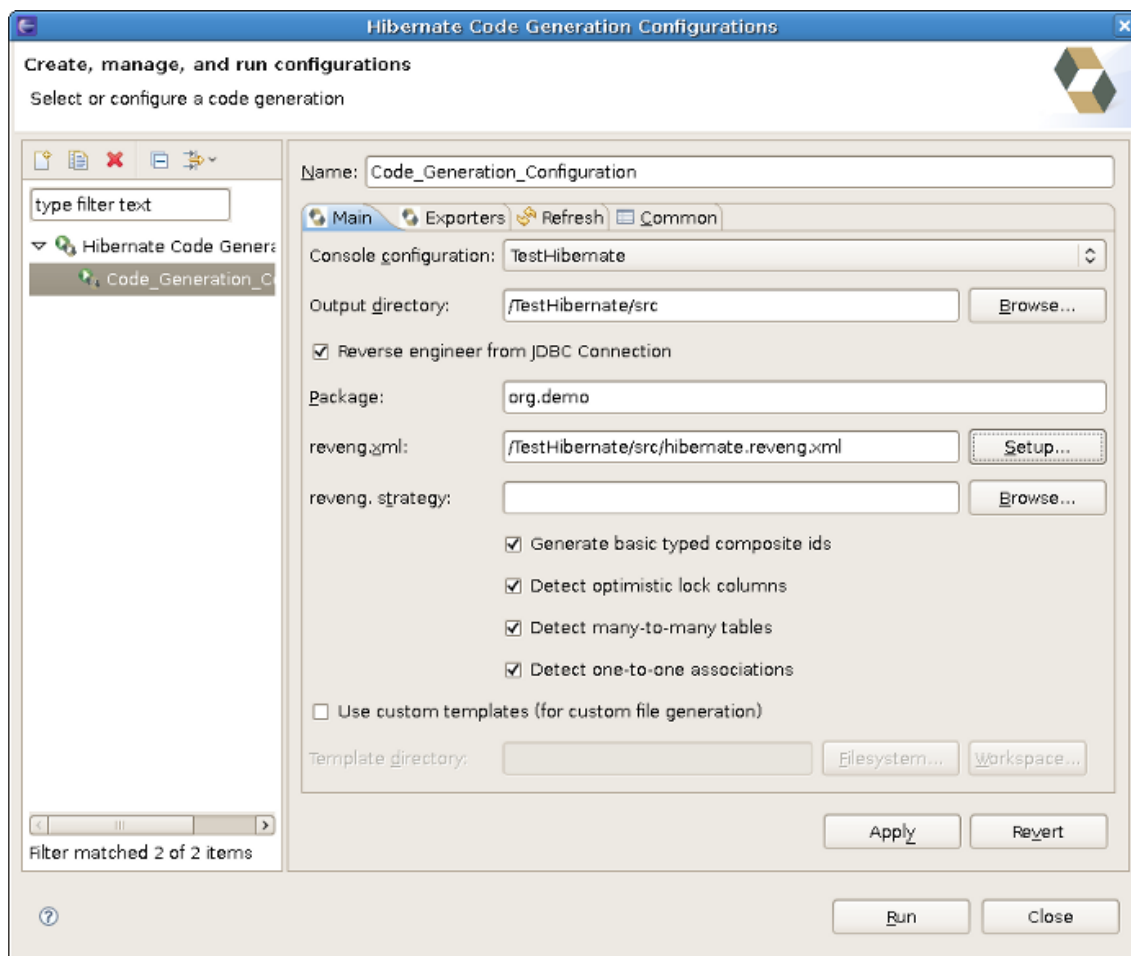 Hibernate Code Generation Configurations
Create, manage, and run configurations
Select or configure a code generation
type filter text
Hibernate Code Genera
Code_Generation_C
Filter matched 2 of 2 items
Name: Code_Generation_Configuration
Main Exporters Refresh Common
Console configuration: TestHibernate
Output directory: /TestHibernate/src Browse...
Reverse engineer from JDBC Connection
Package: org.demo
reveng.xml: /TestHibernate/src/hibernate.reveng.xml Setup...
reveng. strategy: Browse...
Generate basic typed composite ids
Detect optimistic lock columns
Detect many-to-many tables
Detect one-to-one associations
Use custom templates (for custom file generation)
Template directory: Filesystem... Workspace...
Apply Revert
Run Close